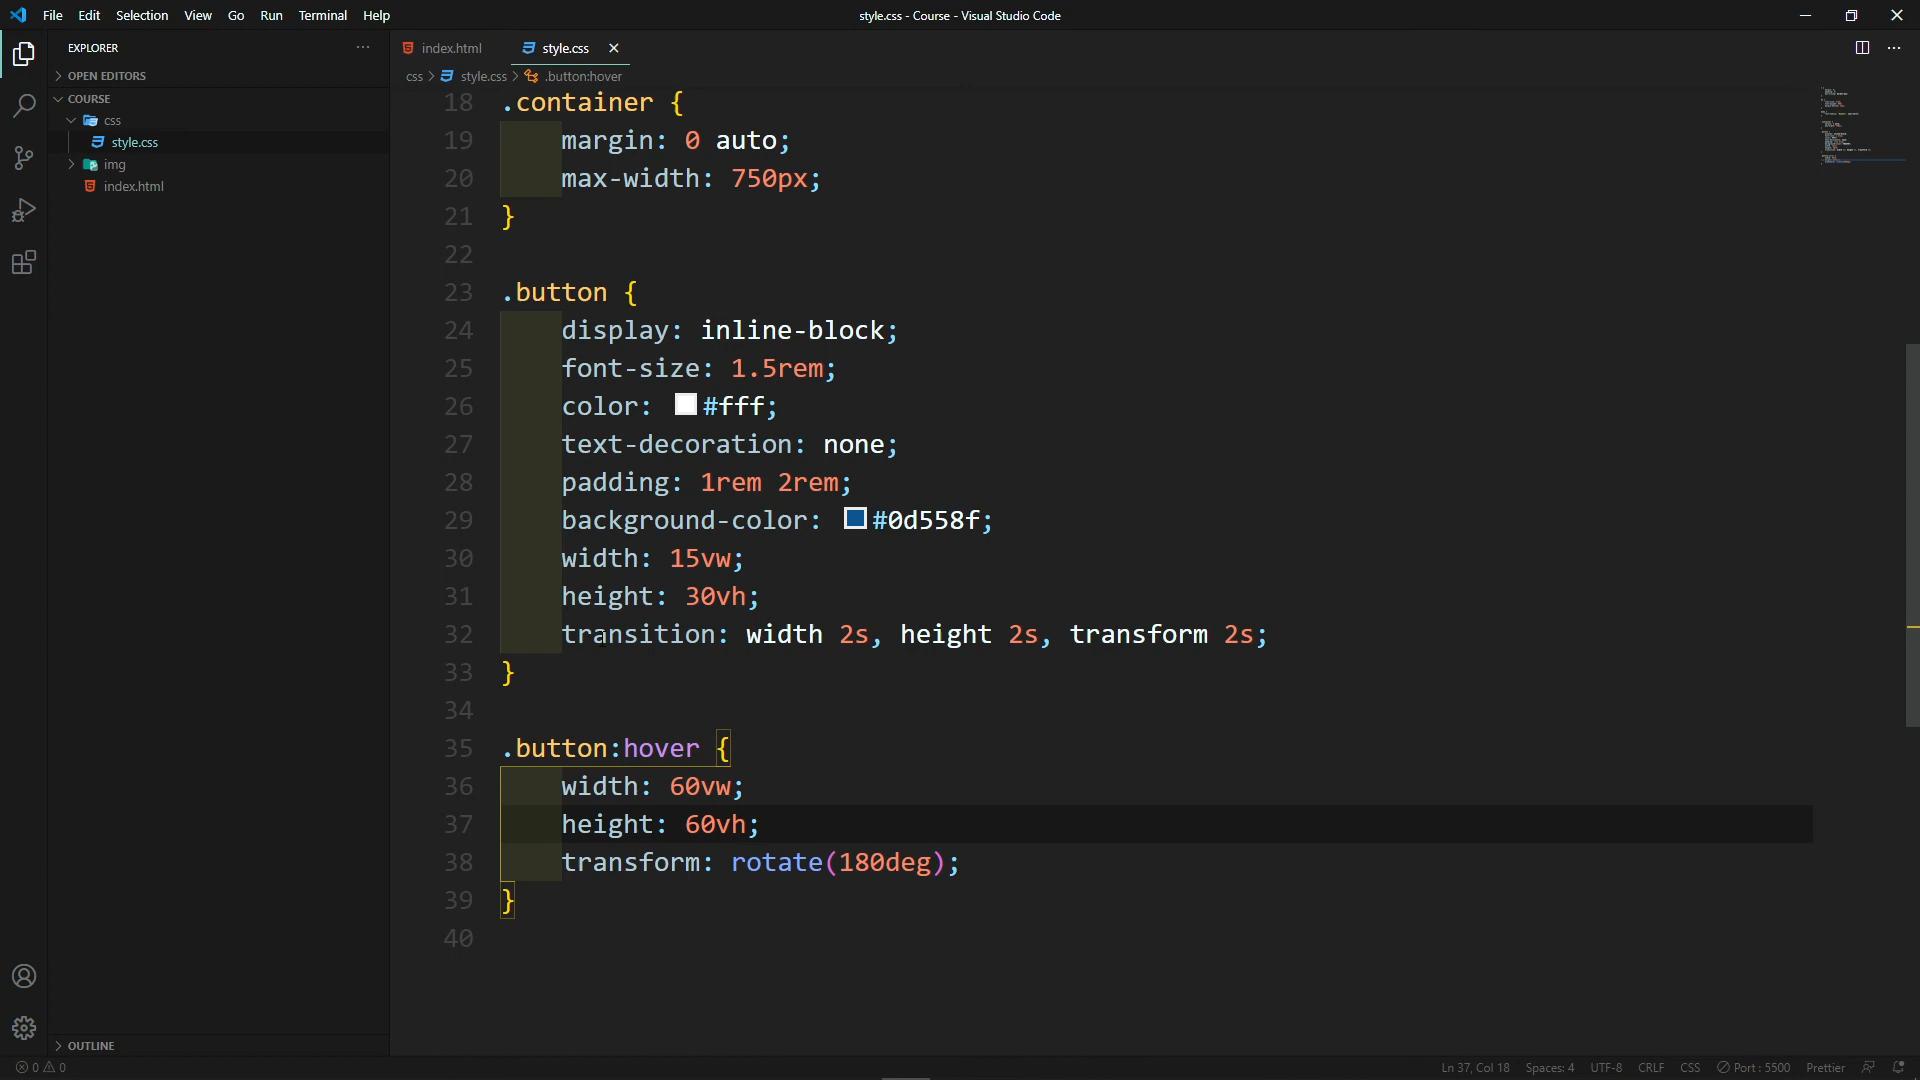 File Edit Selection View Go Run Terminal Help
style.css - Course - Visual Studio Code
EXPLORER
OPEN EDITORS
COURSE
css
style.css
img
index.html
OUTLINE
index.html
style.css
css > style.css > .button:hover
18 .container {
19 margin: 0 auto;
20 max-width: 750px;
21 }
22
23 .button {
24 display: inline-block;
25 font-size: 1.5rem;
26 color: #fff;
27 text-decoration: none;
28 padding: 1rem 2rem;
29 background-color: #0d558f;
30 width: 15vw;
31 height: 30vh;
32 transition: width 2s, height 2s, transform 2s;
33 }
34
35 .button:hover {
36 width: 60vw;
37 height: 60vh;
38 transform: rotate(180deg);
39 }
40
0 0
Ln 37, Col 18 Spaces: 4 UTF-8 CRLF CSS Port : 5500 Prettier